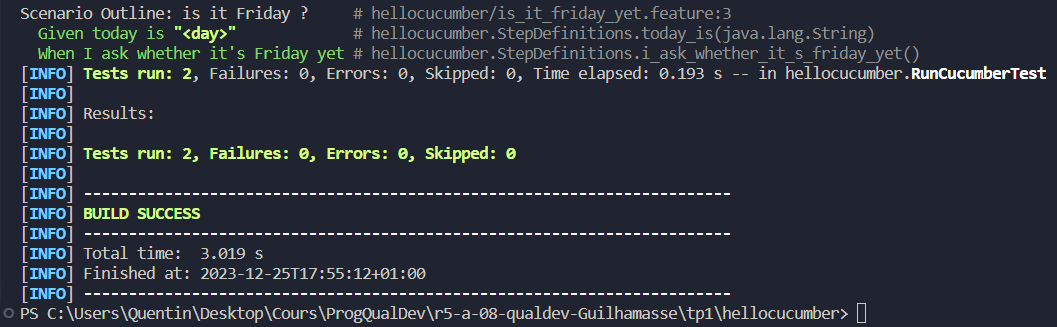 Scenario Outline: is it Friday ?     # hellocucumber/is_it_friday_yet.feature:3
  Given today is "<day>"             # hellocucumber.StepDefinitions.today_is(java.lang.String)
  When I ask whether it's Friday yet # hellocucumber.StepDefinitions.i_ask_whether_it_s_friday_yet()
[INFO] Tests run: 2, Failures: 0, Errors: 0, Skipped: 0, Time elapsed: 0.193 s -- in hellocucumber.RunCucumberTest
[INFO]
[INFO] Results:
[INFO]
[INFO] Tests run: 2, Failures: 0, Errors: 0, Skipped: 0
[INFO]
[INFO] ------------------------------------------------------------------------
[INFO] BUILD SUCCESS
[INFO] ------------------------------------------------------------------------
[INFO] Total time:  3.019 s
[INFO] Finished at: 2023-12-25T17:55:12+01:00
[INFO] ------------------------------------------------------------------------
PS C:\Users\Quentin\Desktop\Cours\ProgQualDev\r5-a-08-qualdev-Guilhamasse\tp1\hellocucumber>